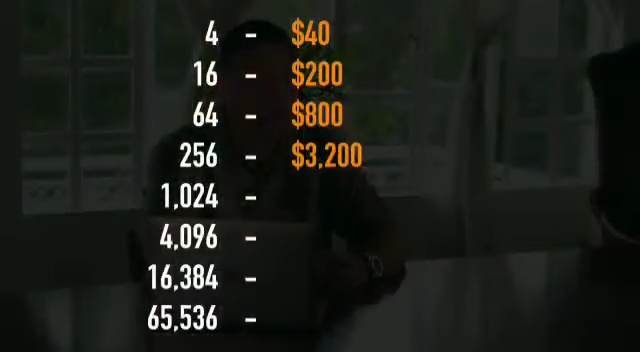 4 - $40
16 - $200
64 - $800
256 - $3,200
1,024 -
4,096 -
16,384 -
65,536 -